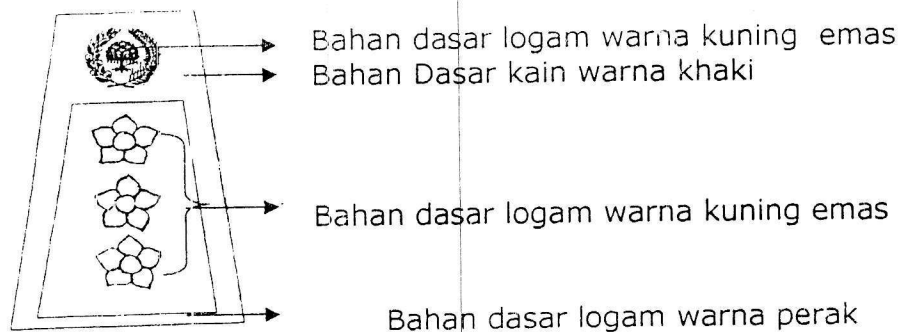 Bahan dasar logam warna kuning emas
Bahan Dasar kain warna khaki
Bahan dasar logam warna kuning emas
Bahan dasar logam warna perak